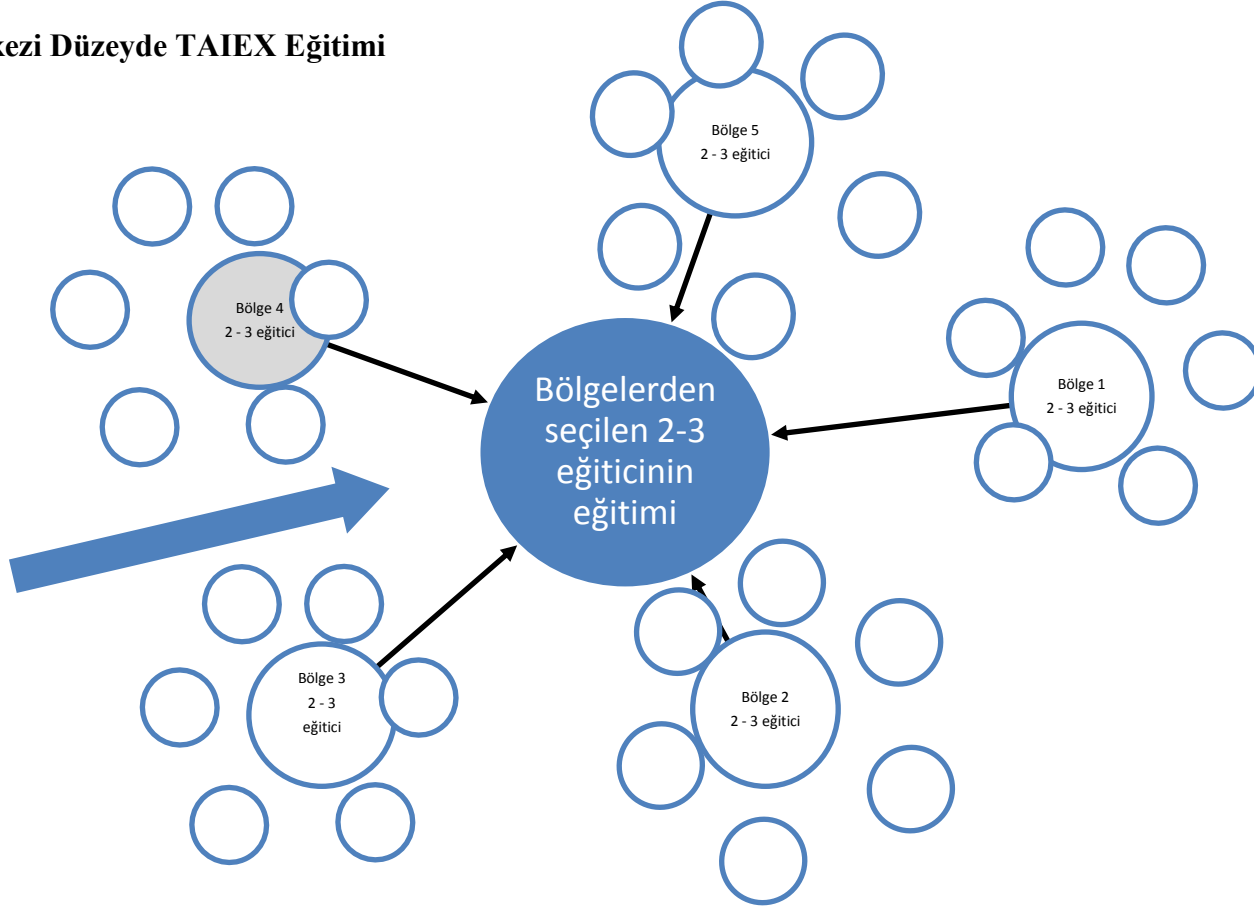 kezi Düzeyde TAIEX Eğitimi
Bölge 5
2 - 3 eğitici
Bölge 4
2 - 3 eğitici
Bölgelerden
seçilen 2-3
eğiticinin
eğitimi
Bölge 1
2 - 3 eğitici
Bölge 3
2 - 3
eğitici
Bölge 2
2 - 3 eğitici